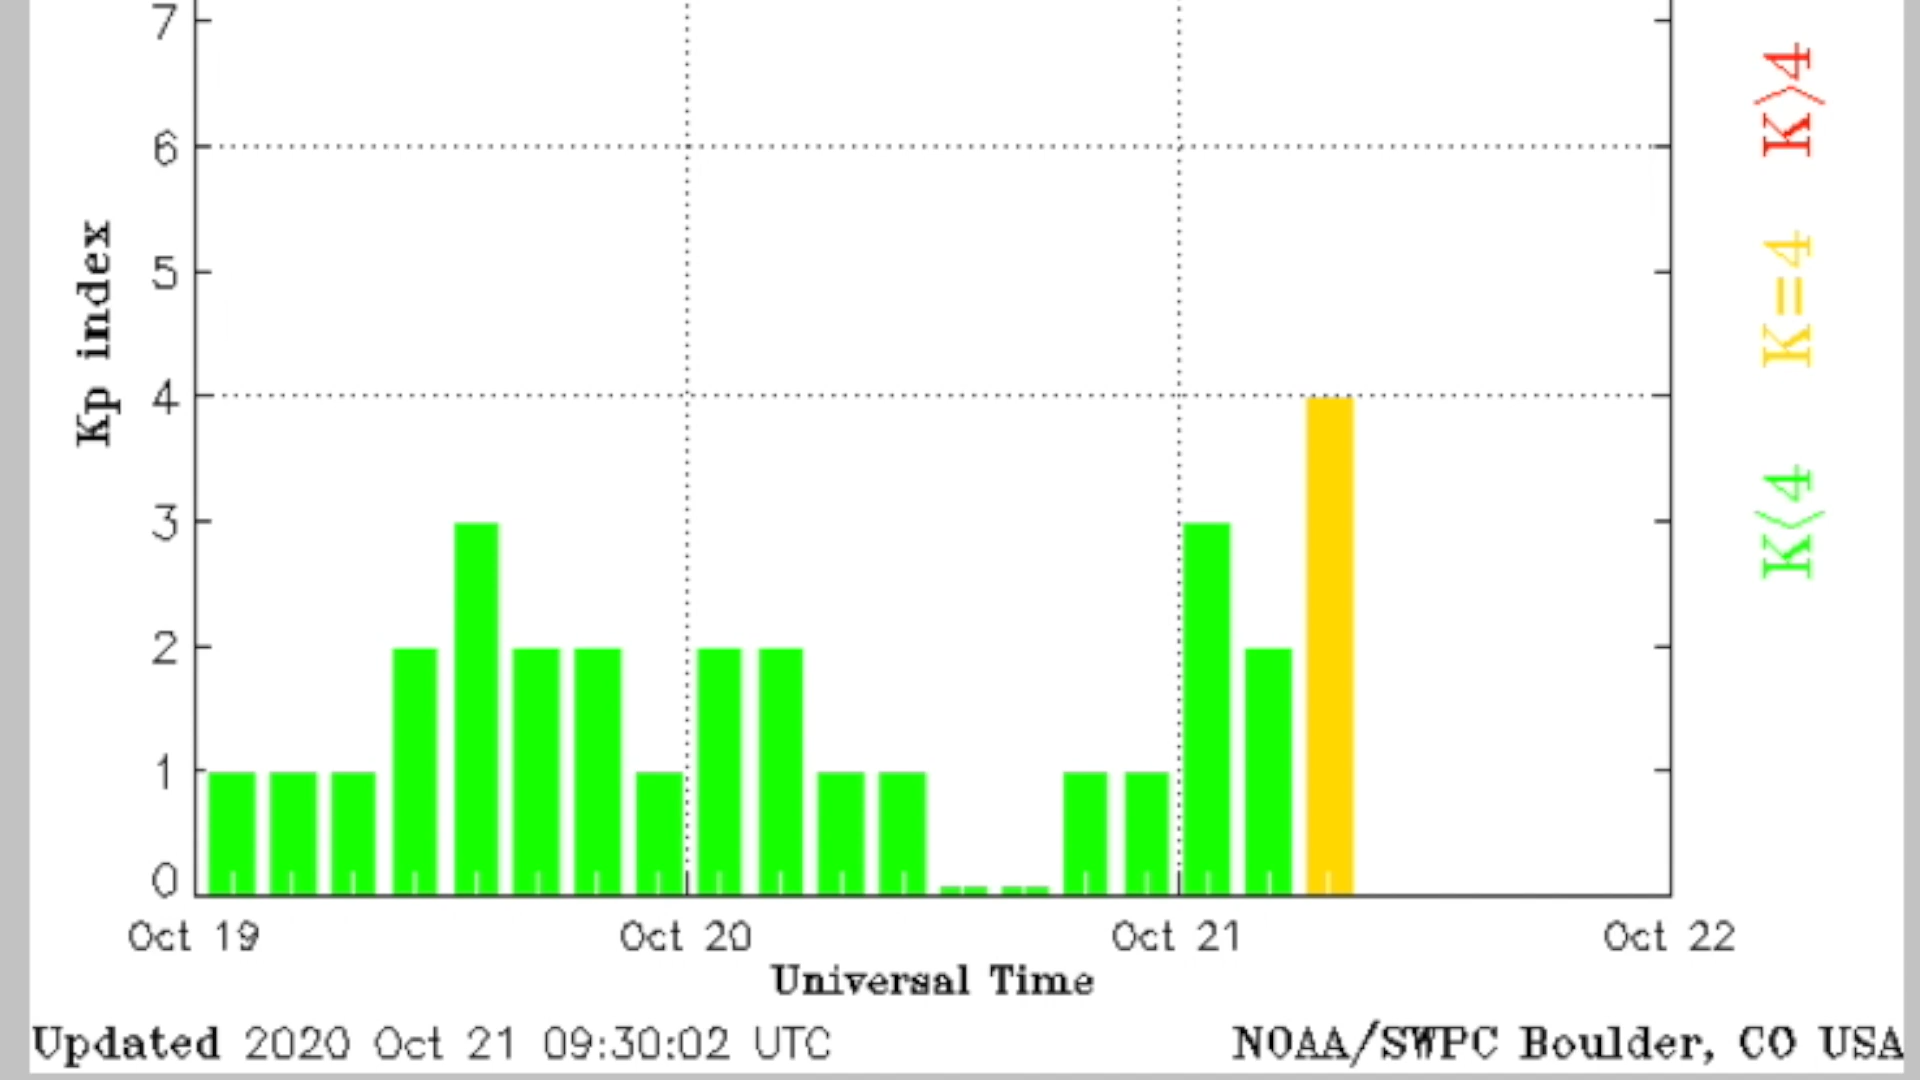 7
6
5
4
3
2
1
0
Kp index
Oct 19 Oct 20 Oct 21 Oct 22
Universal Time
K>4
K=4
K<4
Updated 2020 Oct 21 09:30:02 UTC
NOAA/SWPC Boulder, CO USA